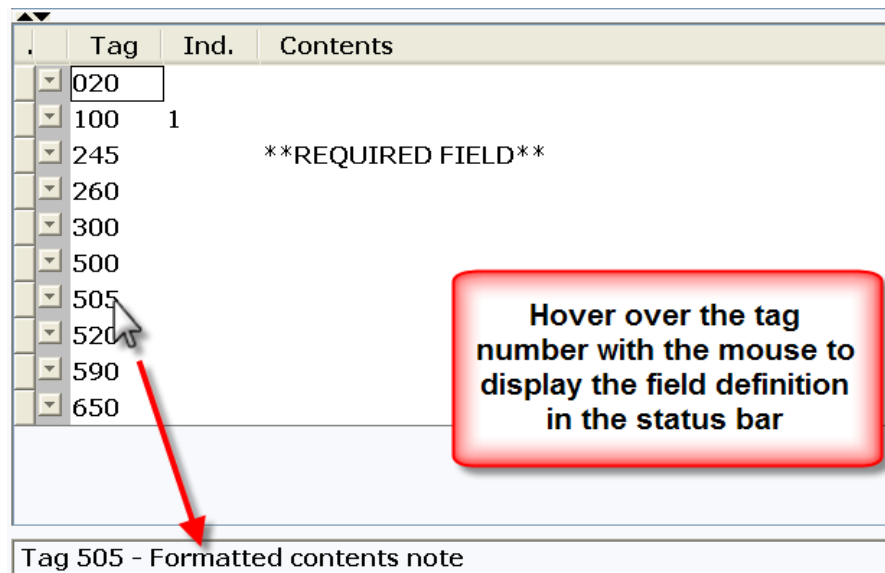 . Tag Ind. Contents
020
100 1
245 **REQUIRED FIELD**
260
300
500
505
520
590
650
Hover over the tag
number with the mouse to
display the field definition
in the status bar
Tag 505 - Formatted contents note